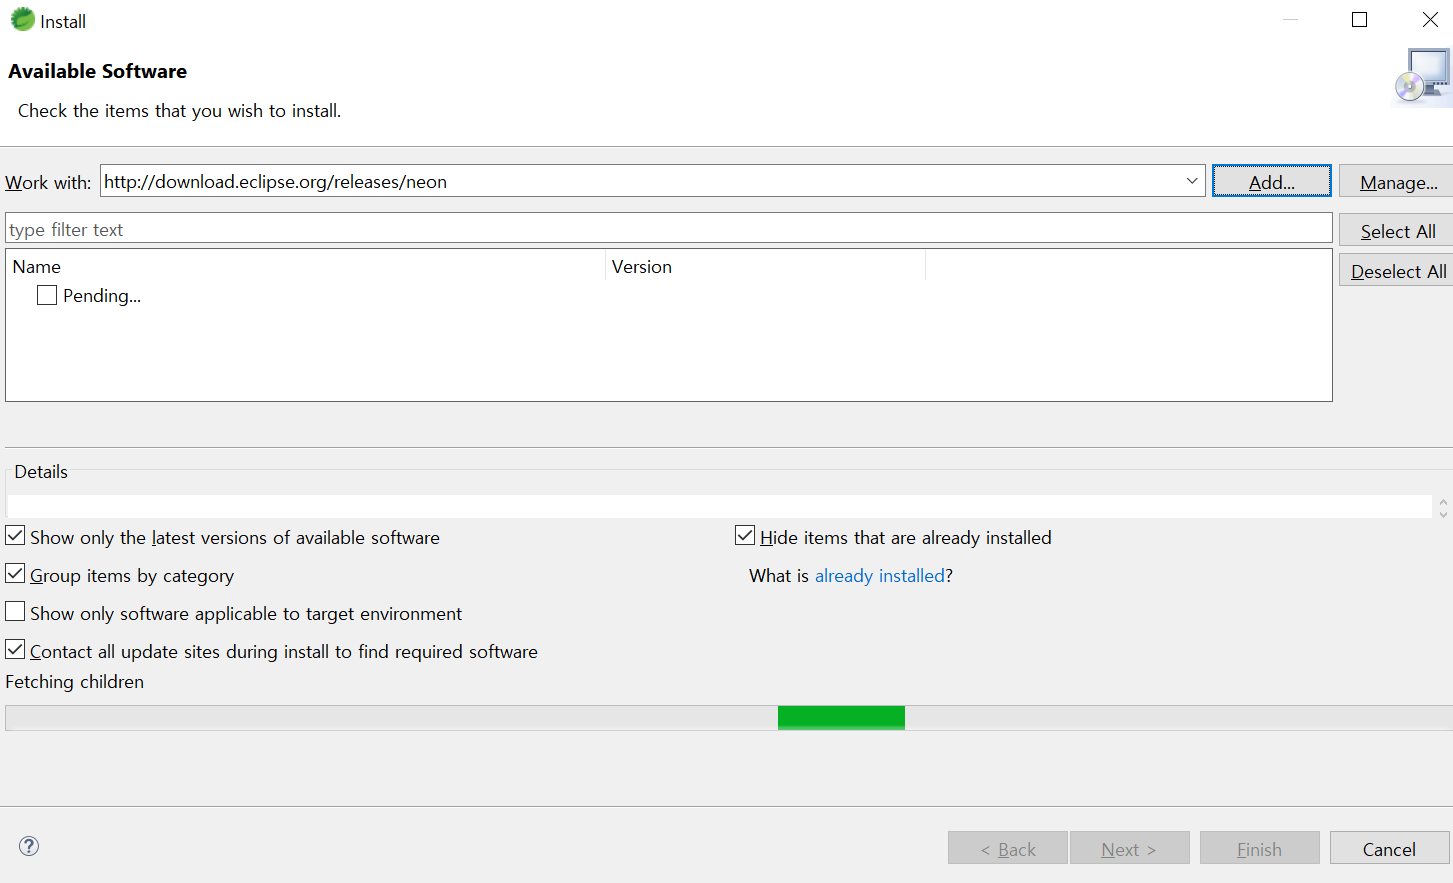 Install
Available Software
Check the items that you wish to install.
Work with: http://download.eclipse.org/releases/neon Add... Manage...
type filter text Select All
Name Version Deselect All
Pending...
Details
Show only the latest versions of available software Hide items that are already installed
Group items by category What is already installed?
Show only software applicable to target environment
Contact all update sites during install to find required software
Fetching children
? < Back Next > Finish Cancel